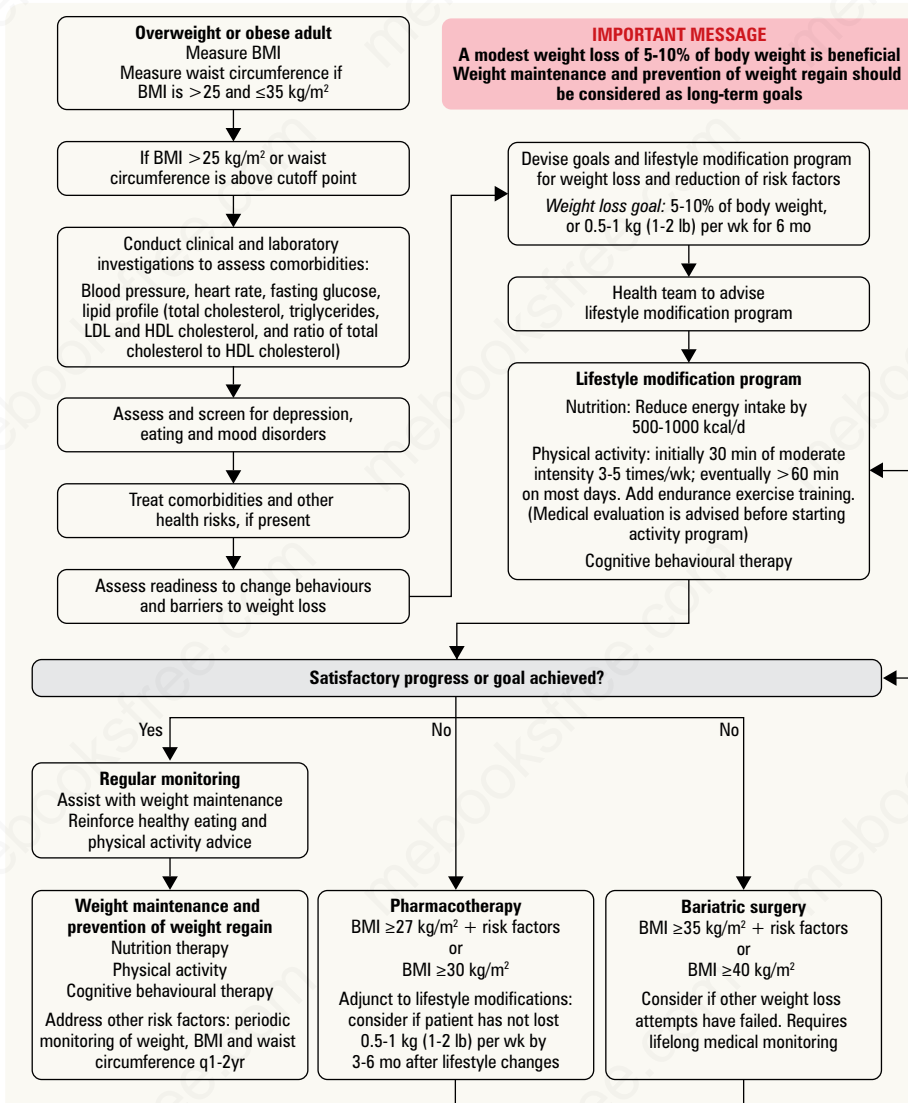 Overweight or obese adult
Measure BMI
Measure waist circumference if
BMI is >25 and ≤35 kg/m²
IMPORTANT MESSAGE
A modest weight loss of 5-10% of body weight is beneficial
Weight maintenance and prevention of weight regain should
be considered as long-term goals
If BMI >25 kg/m² or waist
circumference is above cutoff point
Conduct clinical and laboratory
investigations to assess comorbidities:
Blood pressure, heart rate, fasting glucose,
lipid profile (total cholesterol, triglycerides,
LDL and HDL cholesterol, and ratio of total
cholesterol to HDL cholesterol)
Assess and screen for depression,
eating and mood disorders
Treat comorbidities and other
health risks, if present
Assess readiness to change behaviours
and barriers to weight loss
Devise goals and lifestyle modification program
for weight loss and reduction of risk factors
Weight loss goal: 5-10% of body weight,
or 0.5-1 kg (1-2 lb) per wk for 6 mo
Health team to advise
lifestyle modification program
Lifestyle modification program
Nutrition: Reduce energy intake by
500-1000 kcal/d
Physical activity: initially 30 min of moderate
intensity 3-5 times/wk; eventually >60 min
on most days. Add endurance exercise training.
(Medical evaluation is advised before starting
activity program)
Cognitive behavioural therapy
Satisfactory progress or goal achieved?
Yes
No
No
Regular monitoring
Assist with weight maintenance
Reinforce healthy eating and
physical activity advice
Weight maintenance and
prevention of weight regain
Nutrition therapy
Physical activity
Cognitive behavioural therapy
Address other risk factors: periodic
monitoring of weight, BMI and waist
circumference q1-2yr
Pharmacotherapy
BMI ≥27 kg/m² + risk factors
or
BMI ≥30 kg/m²
Adjunct to lifestyle modifications:
consider if patient has not lost
0.5-1 kg (1-2 lb) per wk by
3-6 mo after lifestyle changes
Bariatric surgery
BMI ≥35 kg/m² + risk factors
or
BMI ≥40 kg/m²
Consider if other weight loss
attempts have failed. Requires
lifelong medical monitoring
mebooksfree.com